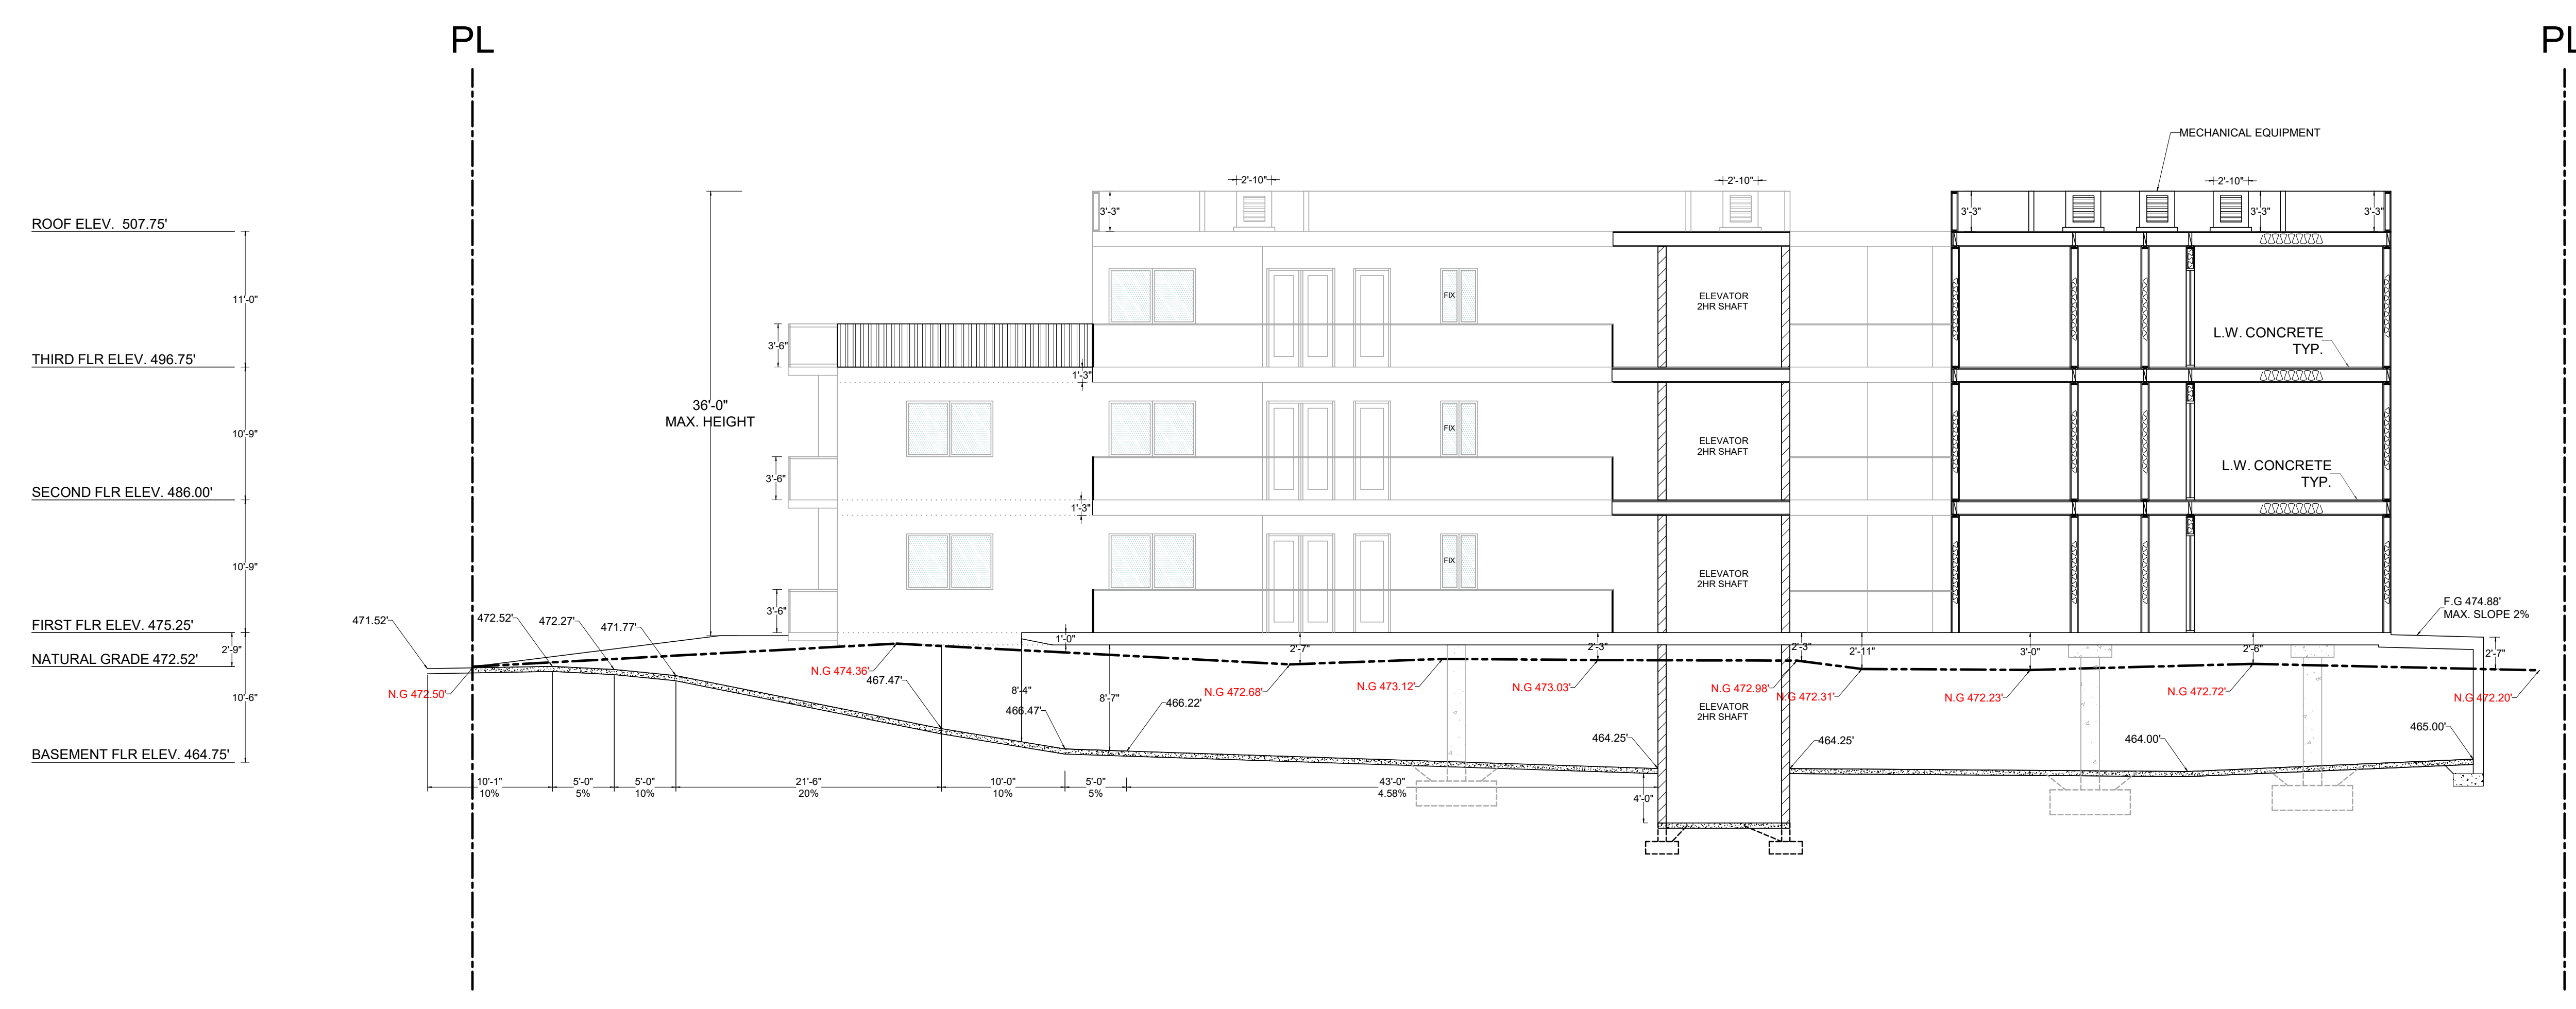 PL
PL
MECHANICAL EQUIPMENT
2'-10"
2'-10"
2'-10"
3'-3"
3'-3"
3'-3"
3'-3"
ROOF ELEV.  507.75'
11'-0"
ELEVATOR
2HR SHAFT
FIX
L.W. CONCRETE
TYP.
3'-6"
THIRD FLR ELEV. 496.75'
1'-3"
36'-0"
MAX. HEIGHT
10'-9"
FIX
ELEVATOR
2HR SHAFT
L.W. CONCRETE
TYP.
3'-6"
SECOND FLR ELEV. 486.00'
1'-3"
10'-9"
FIX
ELEVATOR
2HR SHAFT
3'-6"
F.G 474.88'
MAX. SLOPE 2%
471.52'
472.52'
472.27'
471.77'
FIRST FLR ELEV. 475.25'
1'-0"
2'-9"
2'-7"
2'-3"
2'-3"
2'-11"
3'-0"
2'-6"
2'-7"
NATURAL GRADE 472.52'
N.G 474.36'
467.47'
N.G 472.50'
N.G 472.68'
N.G 473.12'
N.G 473.03'
N.G 472.98'
N.G 472.31'
N.G 472.23'
N.G 472.72'
N.G 472.20'
10'-6"
8'-4"
8'-7"
466.47'
466.22'
ELEVATOR
2HR SHAFT
464.25'
464.25'
464.00'
465.00'
BASEMENT FLR ELEV. 464.75'
10'-1"
10%
5'-0"
5%
5'-0"
10%
21'-6"
20%
10'-0"
10%
5'-0"
5%
43'-0"
4.58%
4'-0"